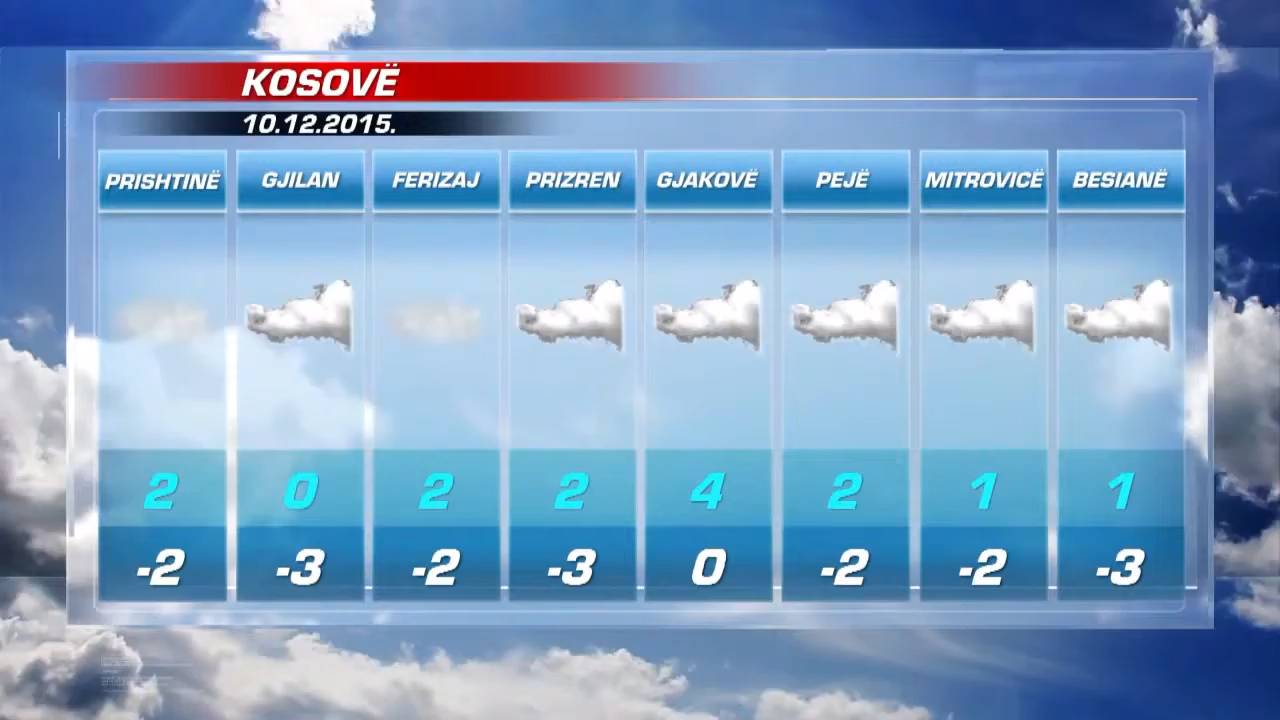 KOSOVË
10.12.2015.
PRISHTINË GJILAN FERIZAJ PRIZREN GJAKOVË PEJË MITROVICË BESIANË
2 0 2 2 4 2 1 1
-2 -3 -2 -3 0 -2 -2 -3